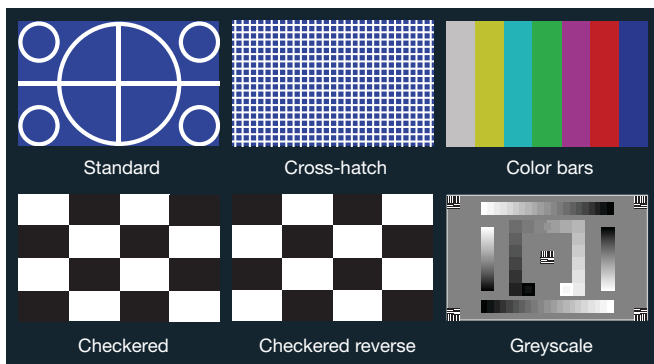 Standard
Cross-hatch
Color bars
Checkered
Checkered reverse
Greyscale